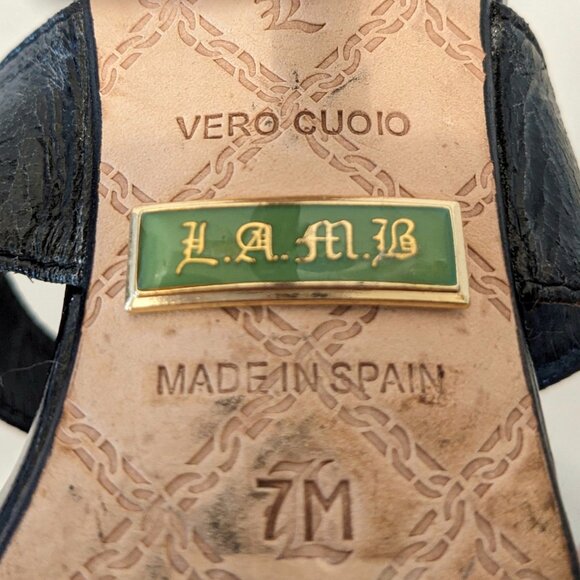 L
VERO CUOIO
L.A.M.B
MADE IN SPAIN
L
7M